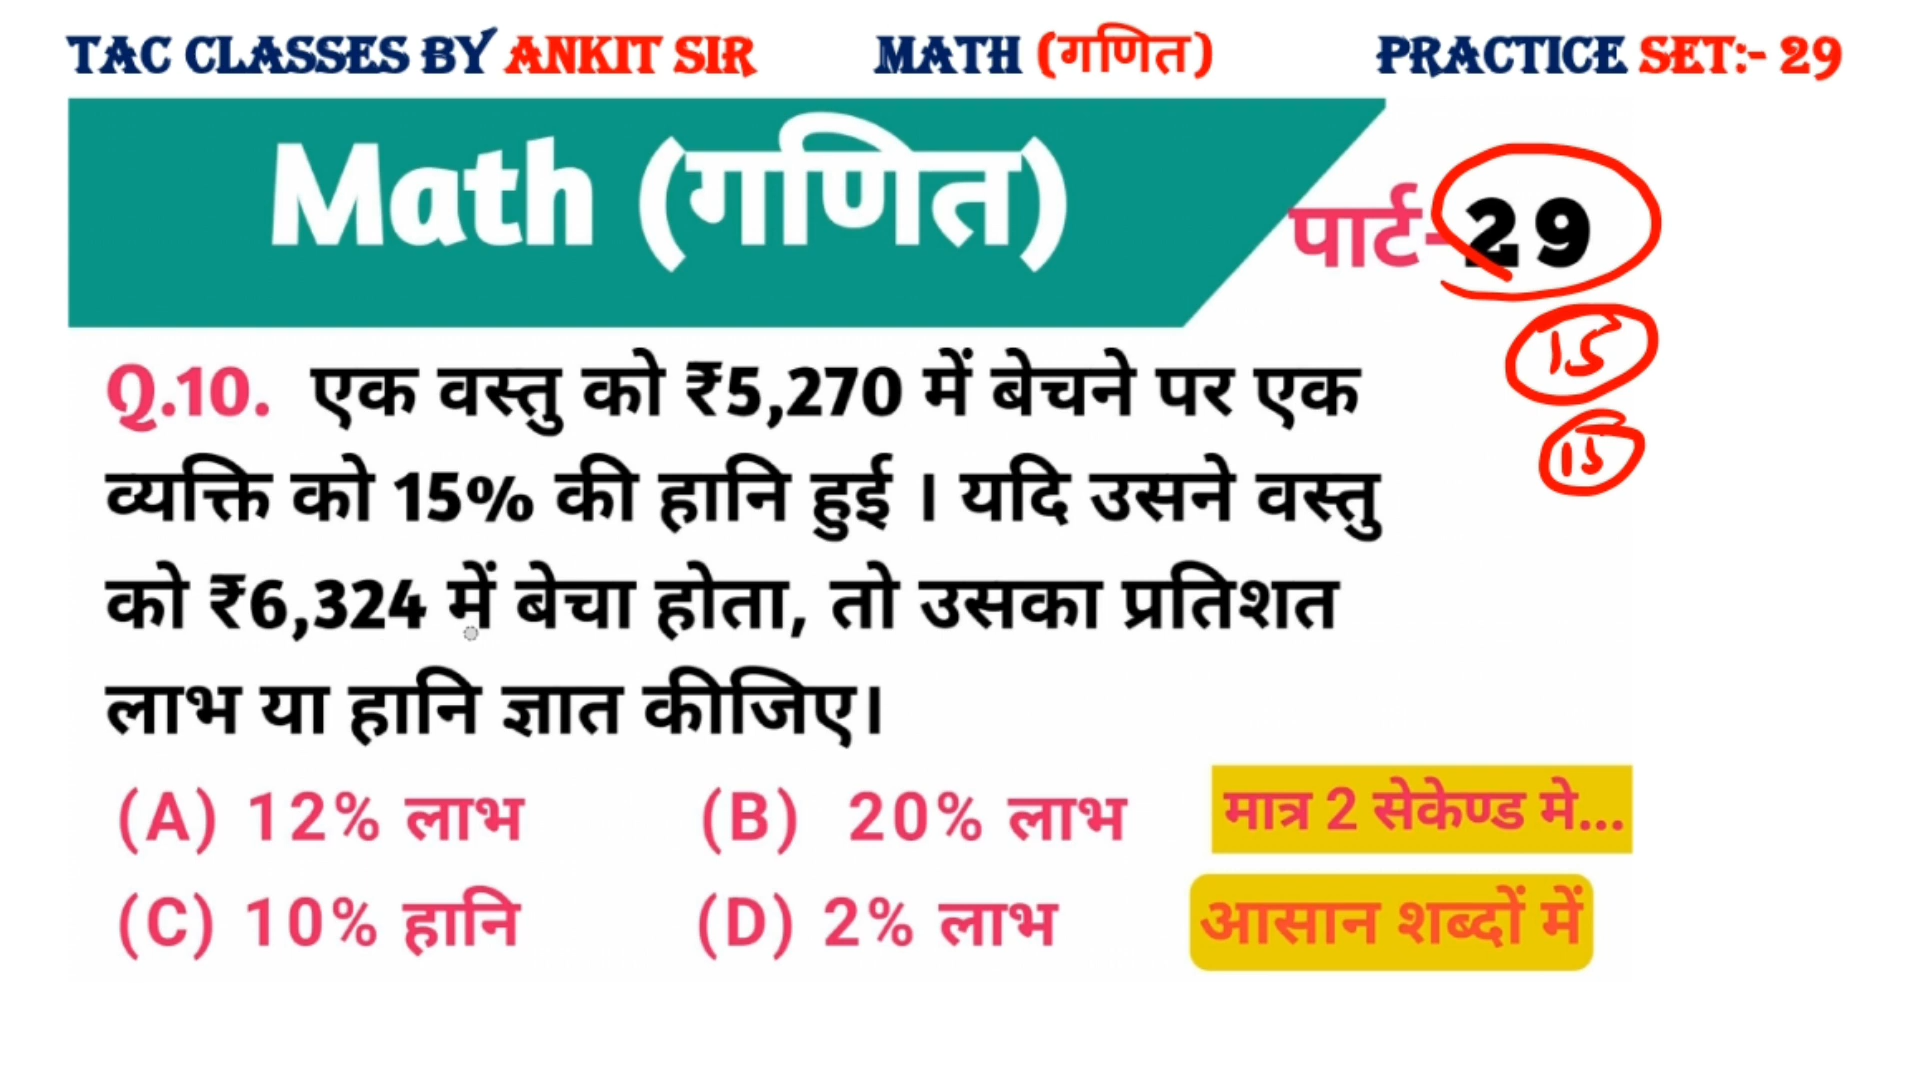 TAC CLASSES BY ANKIT SIR MATH (गणित) PRACTICE SET:- 29
Math (गणित)
पार्ट- 29
15
15
Q.10. एक वस्तु को ₹5,270 में बेचने पर एक
व्यक्ति को 15% की हानि हुई । यदि उसने वस्तु
को ₹6,324 में बेचा होता, तो उसका प्रतिशत
लाभ या हानि ज्ञात कीजिए।
(A) 12% लाभ (B) 20% लाभ
मात्र 2 सेकेण्ड मे...
(C) 10% हानि (D) 2% लाभ
आसान शब्दों में